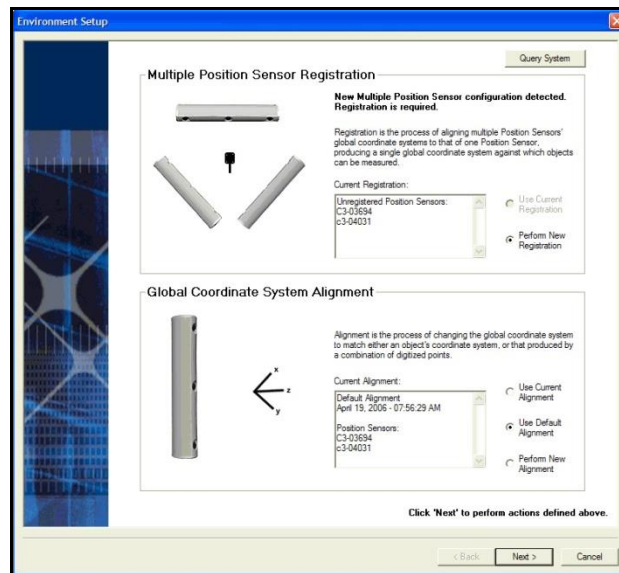 Environment Setup
Query System
Multiple Position Sensor Registration
New Multiple Position Sensor configuration detected.
Registration is required.
Registration is the process of aligning multiple Position Sensors'
global coordinate systems to that of one Position Sensor,
producing a single global coordinate system against which objects
can be measured.
Current Registration:
Unregistered Position Sensors:
C3-03694
c3-04031
Use Current
Registration
Perform New
Registration
Global Coordinate System Alignment
Alignment is the process of changing the global coordinate system
to match either an object's coordinate system, or that produced by
a combination of digitized points.
x
z
y
Current Alignment:
Default Alignment
April 19, 2006 - 07:56:29 AM
Position Sensors:
C3-03694
c3-04031
Use Current
Alignment
Use Default
Alignment
Perform New
Alignment
Click 'Next' to perform actions defined above.
< Back
Next >
Cancel